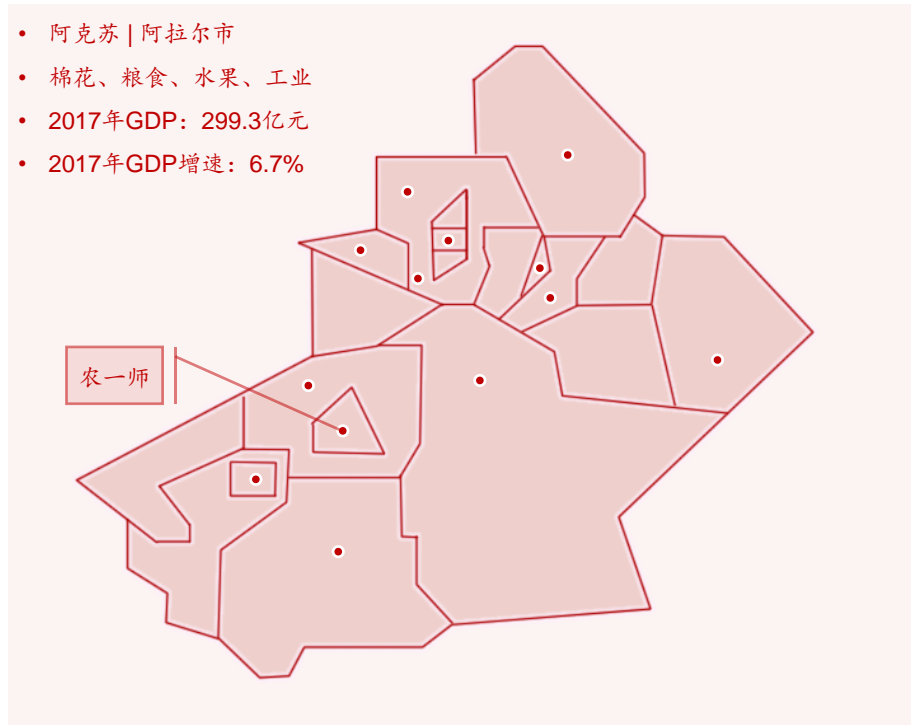 • 阿克苏 | 阿拉尔市
• 棉花、粮食、水果、工业
• 2017年GDP：299.3亿元
• 2017年GDP增速：6.7%
农一师